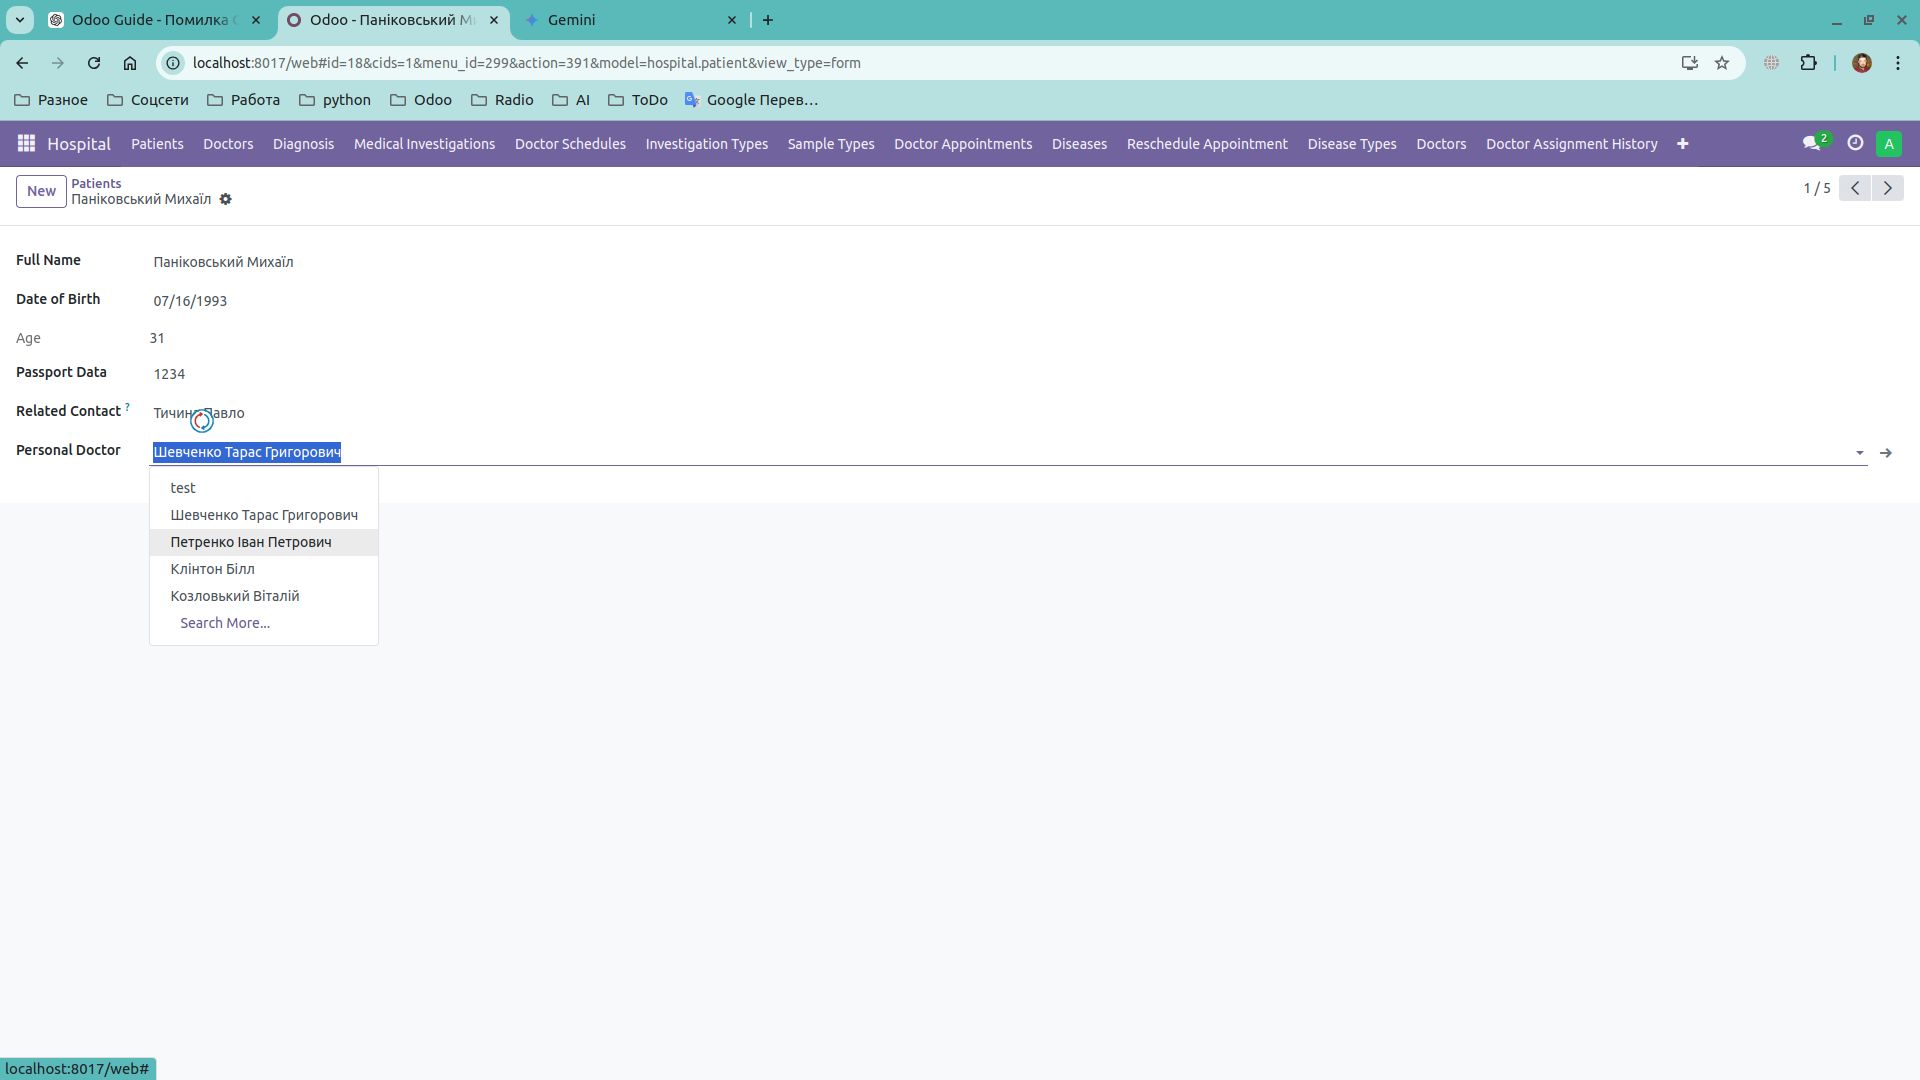 Odoo Guide - Помилка
Odoo - Паніковський Ми
Gemini
localhost:8017/web#id=18&cids=1&menu_id=299&action=391&model=hospital.patient&view_type=form
Разное Соцсети Работа python Odoo Radio AI ToDo Google Перев…
Hospital Patients Doctors Diagnosis Medical Investigations Doctor Schedules Investigation Types Sample Types Doctor Appointments Diseases Reschedule Appointment Disease Types Doctors Doctor Assignment History 2 A
New
Patients
Паніковський Михаїл
1 / 5
Full Name Паніковський Михаїл
Date of Birth 07/16/1993
Age 31
Passport Data 1234
Related Contact ? Тичина Павло
Personal Doctor Шевченко Тарас Григорович
test
Шевченко Тарас Григорович
Петренко Іван Петрович
Клінтон Білл
Козловький Віталій
Search More...
localhost:8017/web#